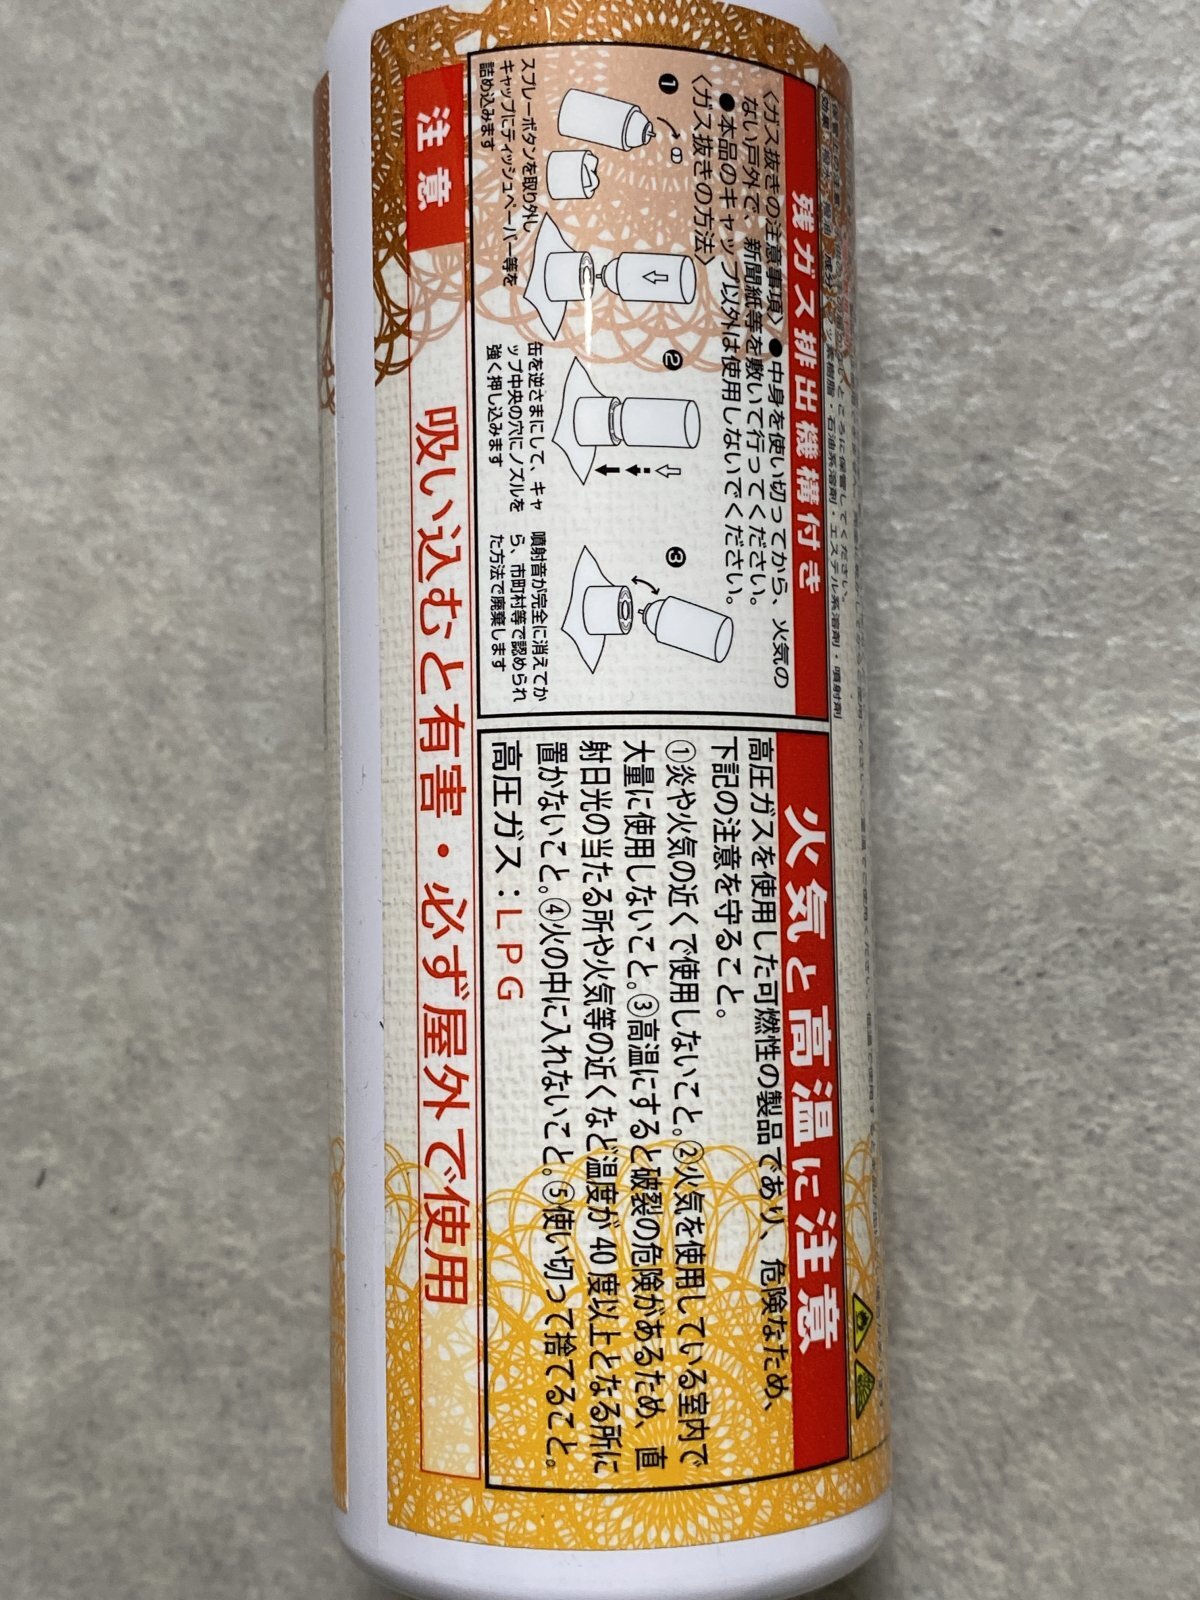 残ガス排出機構付き
〈ガス抜きの注意事項〉●中身を使い切ってから、火気の
ない戸外で、新聞紙等を敷いて行ってください。
●本品のキャップ以外は使用しないでください。
〈ガス抜きの方法〉
❶
①
スプレーボタンを取り外し
キャップにティッシュペーパー等を
詰め込みます
❷
缶を逆さまにして、キャ
ップ中央の穴にノズルを
強く押し込みます
❸
噴射音が完全に消えてか
ら、市町村等で認められ
た方法で廃棄します
火気と高温に注意
高圧ガスを使用した可燃性の製品であり、危険なため、
下記の注意を守ること。
①炎や火気の近くで使用しないこと。②火気を使用している室内で
大量に使用しないこと。③高温にすると破裂の危険があるため、直
射日光の当たる所や火気等の近くなど温度が40度以上となる所に
置かないこと。④火の中に入れないこと。⑤使い切って捨てること。
高圧ガス：LPG
注意
吸い込むと有害・必ず屋外で使用